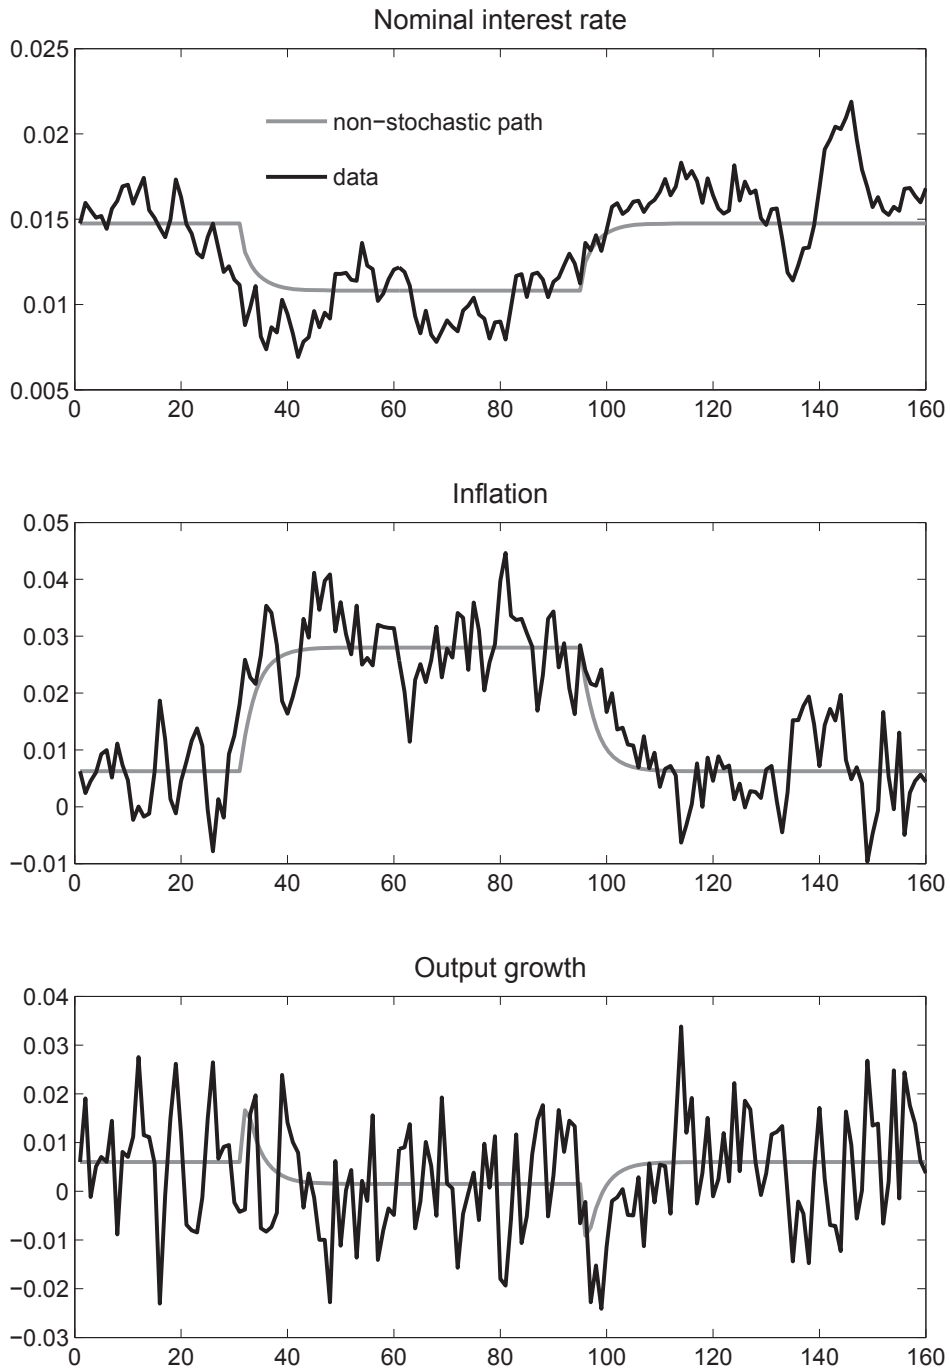 Nominal interest rate
0.025
0.02
0.015
0.01
0.005
non−stochastic path
data
0 20 40 60 80 100 120 140 160
Inflation
0.05
0.04
0.03
0.02
0.01
0
−0.01
0 20 40 60 80 100 120 140 160
Output growth
0.04
0.03
0.02
0.01
0
−0.01
−0.02
−0.03
0 20 40 60 80 100 120 140 160